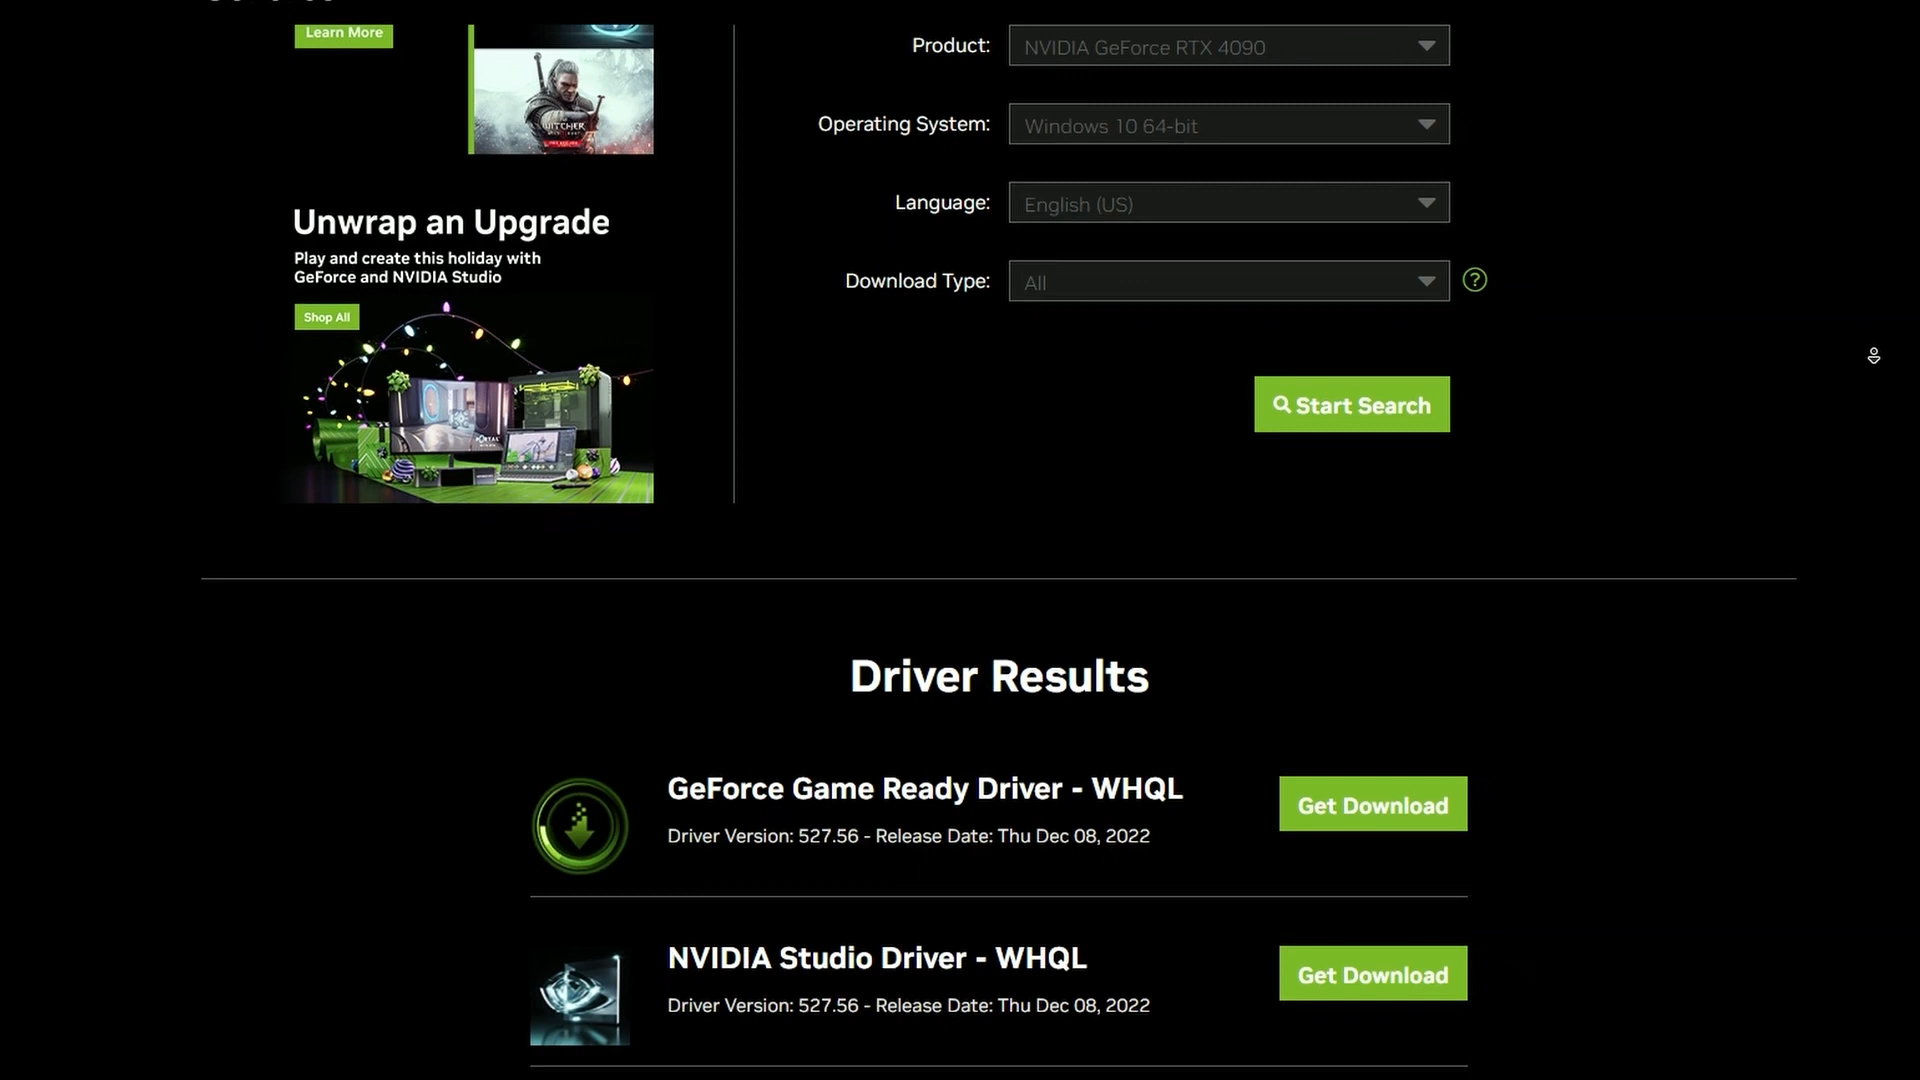 Learn More
WITCHER
Unwrap an Upgrade
Play and create this holiday with
GeForce and NVIDIA Studio
Shop All
PORTAL
Product:
NVIDIA GeForce RTX 4090
Operating System:
Windows 10 64-bit
Language:
English (US)
Download Type:
All
?
Start Search
Driver Results
GeForce Game Ready Driver - WHQL
Driver Version: 527.56 - Release Date: Thu Dec 08, 2022
Get Download
NVIDIA Studio Driver - WHQL
Driver Version: 527.56 - Release Date: Thu Dec 08, 2022
Get Download